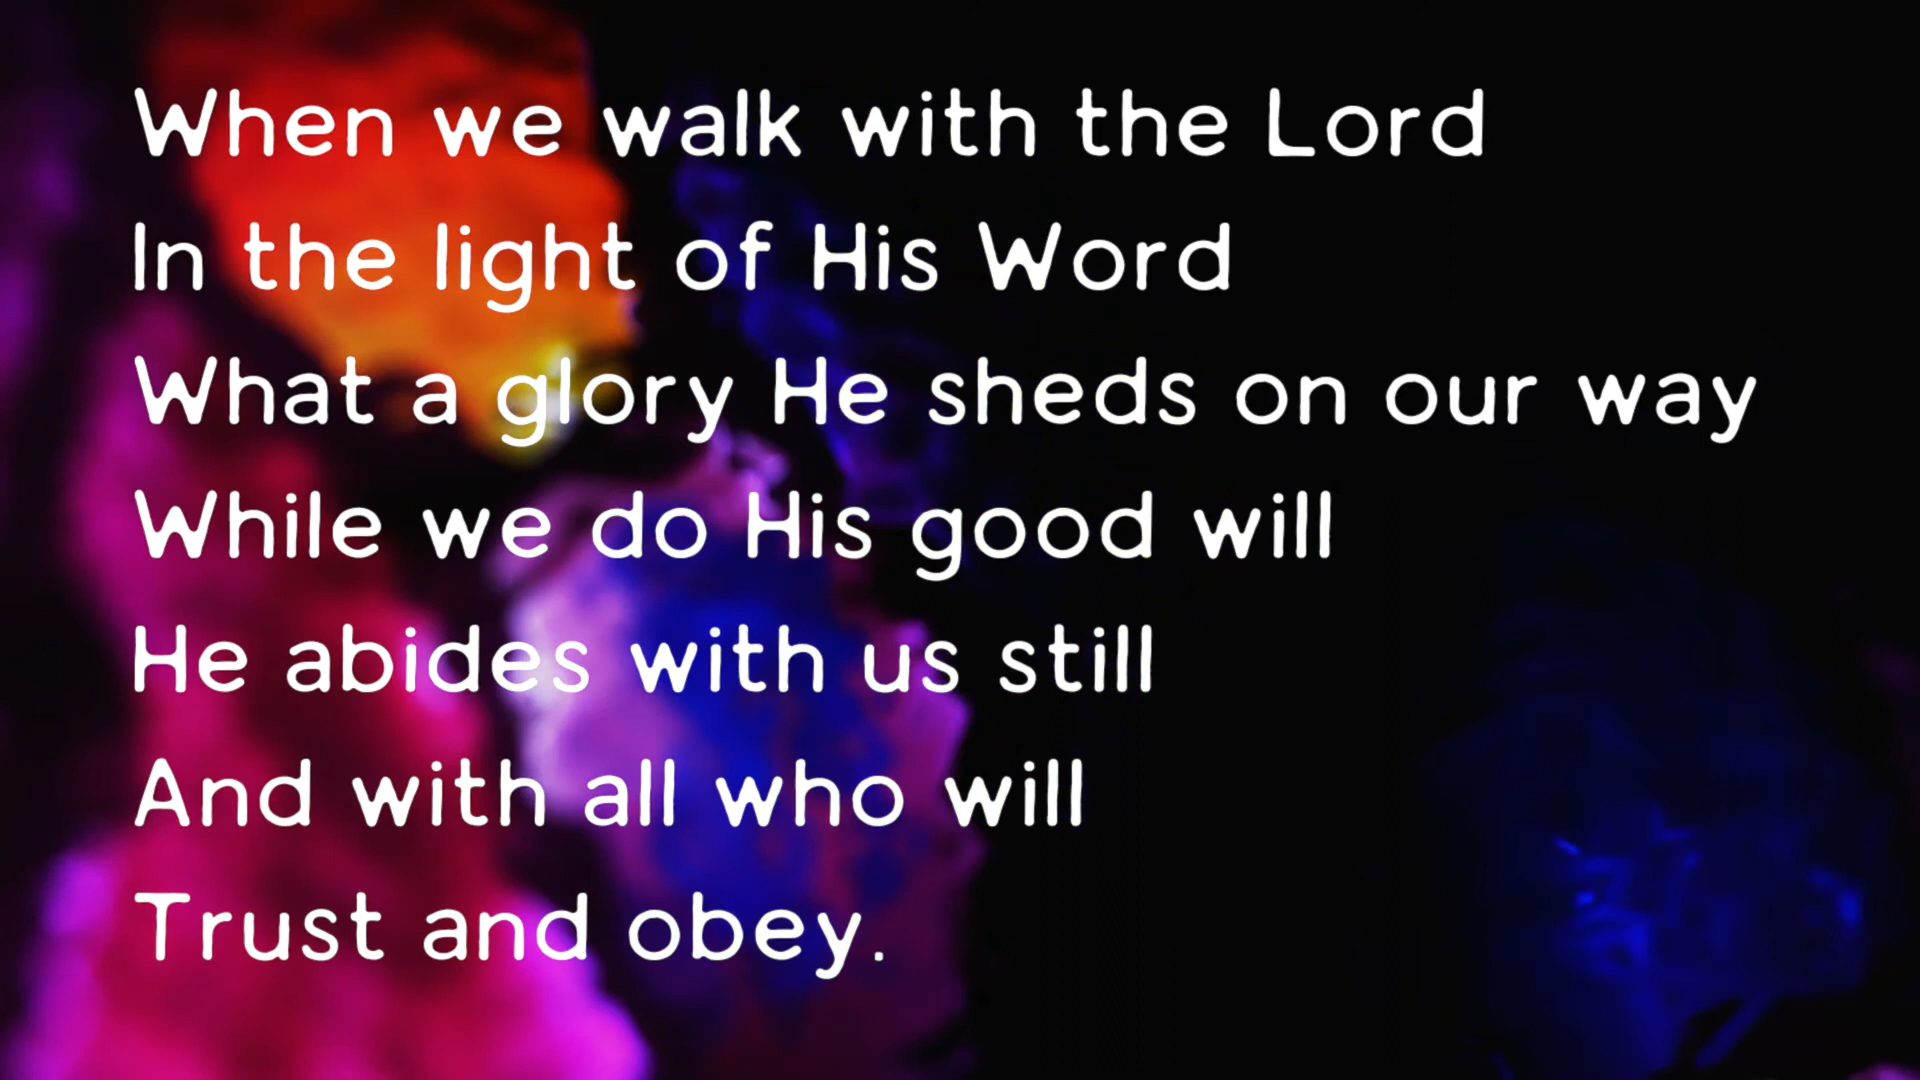 When we walk with the Lord
In the light of His Word
What a glory He sheds on our way
While we do His good will
He abides with us still
And with all who will
Trust and obey.